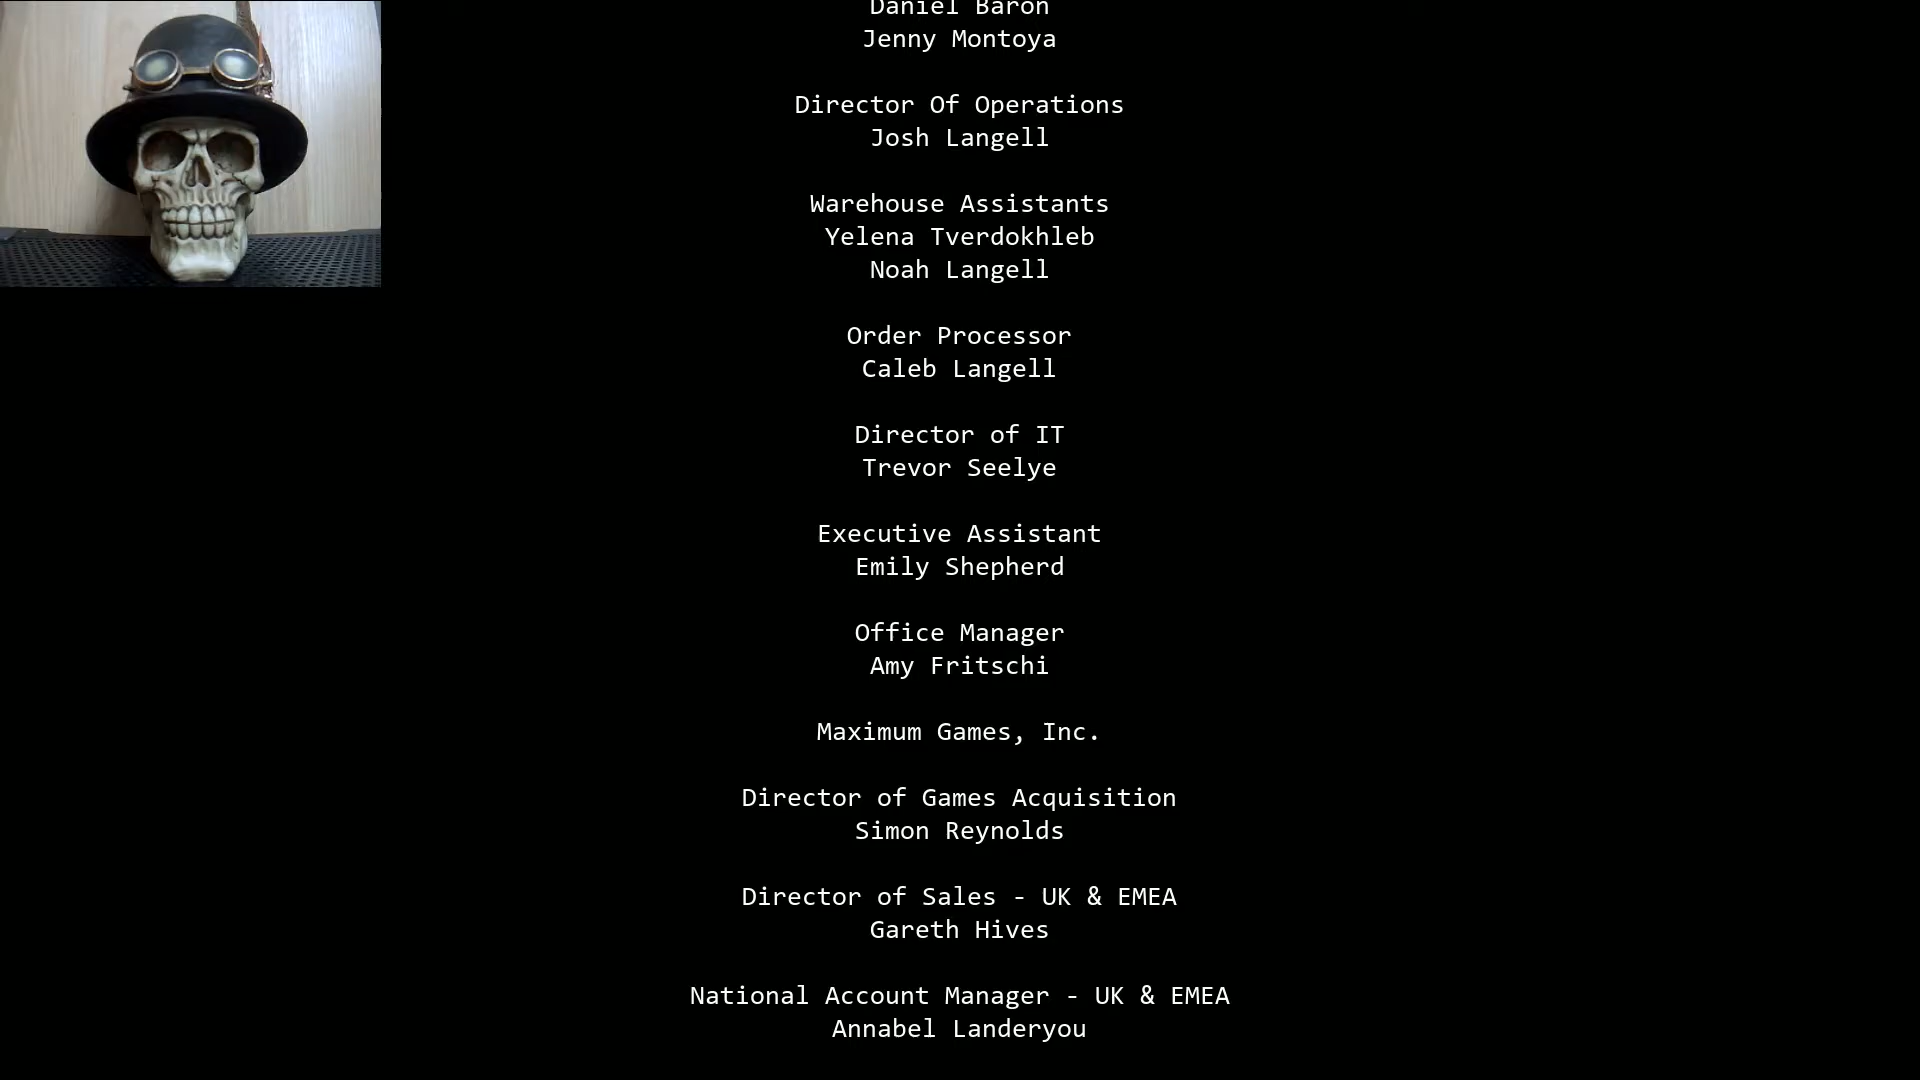 Daniel Baron
Jenny Montoya
Director Of Operations
Josh Langell
Warehouse Assistants
Yelena Tverdokhleb
Noah Langell
Order Processor
Caleb Langell
Director of IT
Trevor Seelye
Executive Assistant
Emily Shepherd
Office Manager
Amy Fritschi
Maximum Games, Inc.
Director of Games Acquisition
Simon Reynolds
Director of Sales - UK & EMEA
Gareth Hives
National Account Manager - UK & EMEA
Annabel Landeryou